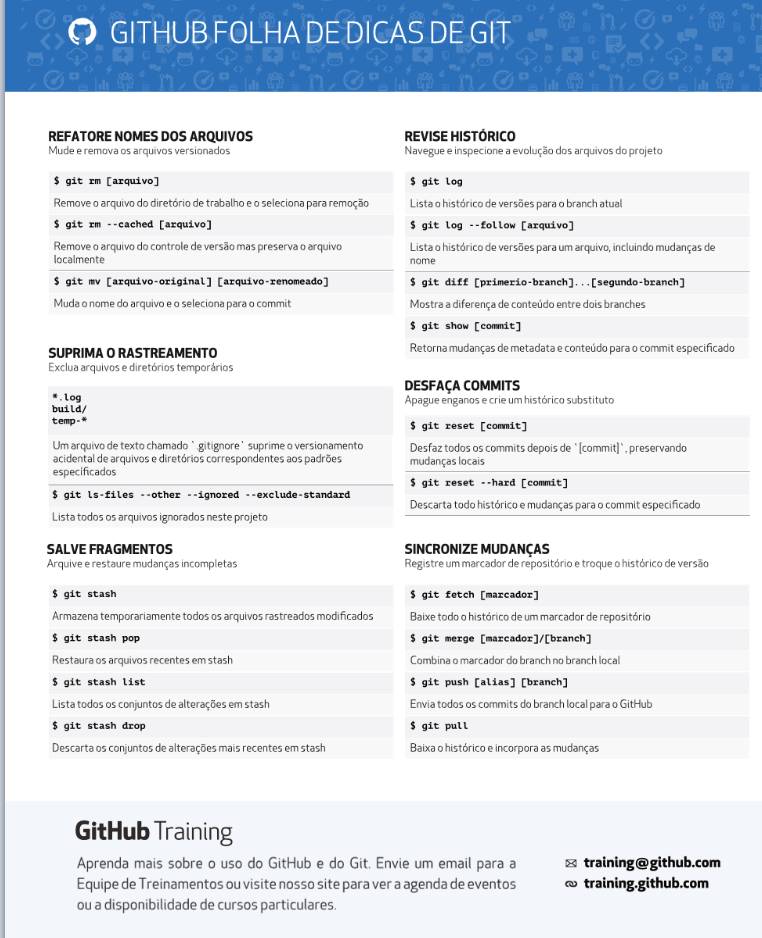 GITHUB FOLHA DE DICAS DE GIT
REFATORE NOMES DOS ARQUIVOS
Mude e remova os arquivos versionados
$ git rm [arquivo]
Remove o arquivo do diretório de trabalho e o seleciona para remoção
$ git rm --cached [arquivo]
Remove o arquivo do controle de versão mas preserva o arquivo
localmente
$ git mv [arquivo-original] [arquivo-renomeado]
Muda o nome do arquivo e o seleciona para o commit
SUPRIMA O RASTREAMENTO
Exclua arquivos e diretórios temporários
*.log
build/
temp-*
Um arquivo de texto chamado `.gitignore` suprime o versionamento
acidental de arquivos e diretórios correspondentes aos padrões
especificados
$ git ls-files --other --ignored --exclude-standard
Lista todos os arquivos ignorados neste projeto
SALVE FRAGMENTOS
Arquive e restaure mudanças incompletas
$ git stash
Armazena temporariamente todos os arquivos rastreados modificados
$ git stash pop
Restaura os arquivos recentes em stash
$ git stash list
Lista todos os conjuntos de alterações em stash
$ git stash drop
Descarta os conjuntos de alterações mais recentes em stash
REVISE HISTÓRICO
Navegue e inspecione a evolução dos arquivos do projeto
$ git log
Lista o histórico de versões para o branch atual
$ git log --follow [arquivo]
Lista o histórico de versões para um arquivo, incluindo mudanças de
nome
$ git diff [primerio-branch]...[segundo-branch]
Mostra a diferença de conteúdo entre dois branches
$ git show [commit]
Retorna mudanças de metadata e conteúdo para o commit especificado
DESFAÇA COMMITS
Apague enganos e crie um histórico substituto
$ git reset [commit]
Desfaz todos os commits depois de `[commit]`, preservando
mudanças locais
$ git reset --hard [commit]
Descarta todo histórico e mudanças para o commit especificado
SINCRONIZE MUDANÇAS
Registre um marcador de repositório e troque o histórico de versão
$ git fetch [marcador]
Baixe todo o histórico de um marcador de repositório
$ git merge [marcador]/[branch]
Combina o marcador do branch no branch local
$ git push [alias] [branch]
Envia todos os commits do branch local para o GitHub
$ git pull
Baixa o histórico e incorpora as mudanças
GitHub Training
Aprenda mais sobre o uso do GitHub e do Git. Envie um email para a
Equipe de Treinamentos ou visite nosso site para ver a agenda de eventos
ou a disponibilidade de cursos particulares.
training@github.com
training.github.com